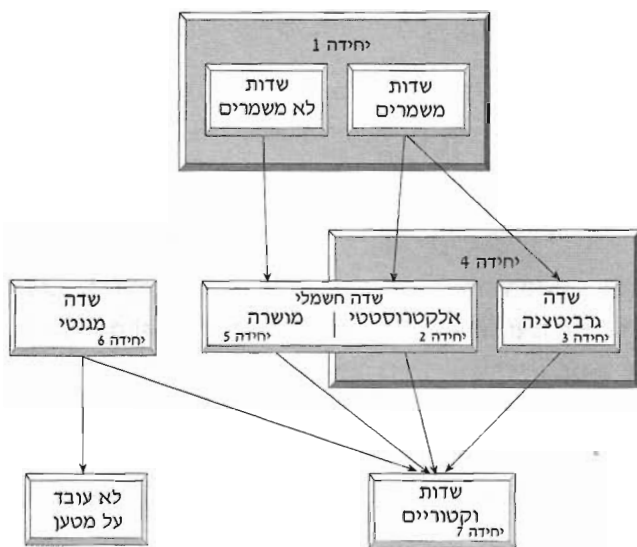 יחידה 1
שדות
משמרים
שדות
לא משמרים
יחידה 4
שדה
גרביטציה
יחידה 3
שדה חשמלי
אלקטרוסטטי | מושרה
יחידה 2
יחידה 5
שדה
מגנטי
יחידה 6
שדות
וקטוריים
יחידה 7
לא עובד
על מטען